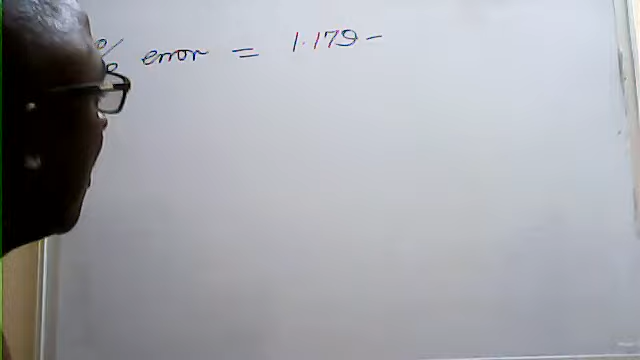 % error = 1.179 -